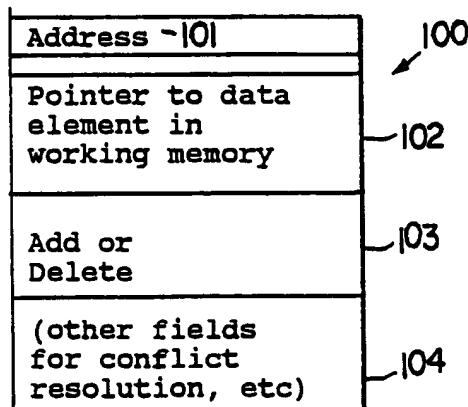 Address -101
100
Pointer to data
element in
working memory
102
Add or
Delete
103
(other fields
for conflict
resolution, etc)
104